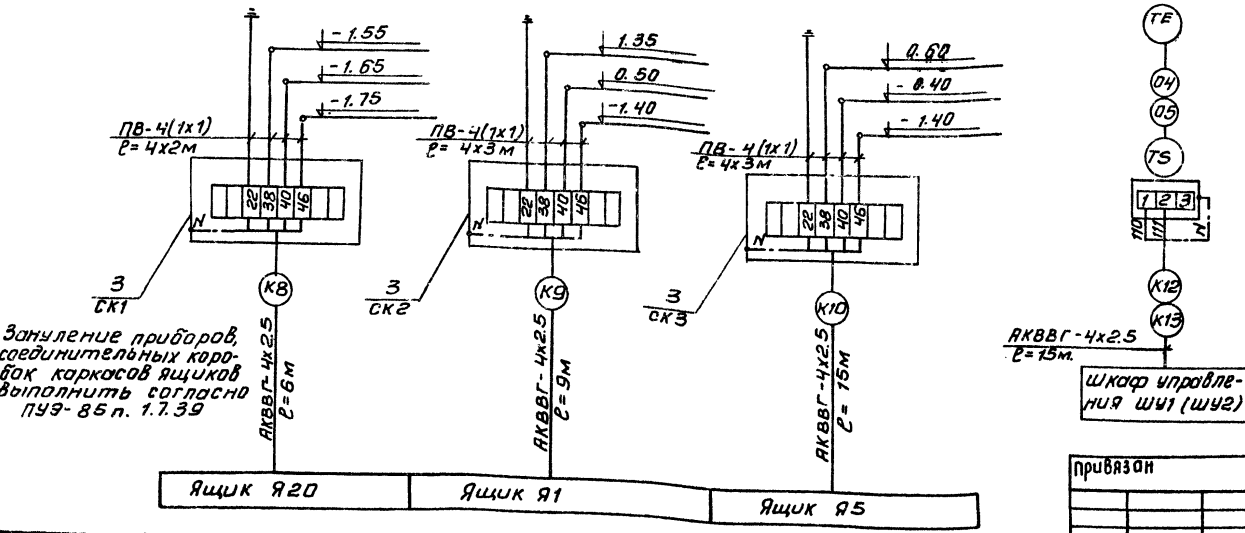 - 1.55
- 1.65
- 1.75
ПВ-4(1х1)
ℓ= 4х2м
22 38 40 46
N
3
СК1
К8
АКВВГ-4х2.5
ℓ=6м
Зануление приборов,
соединительных коро-
бок каркасов ящиков
выполнить согласно
ПУЭ-85 п. 1.7.39
Ящик Я20
1.35
0.50
-1.40
ПВ-4(1х1)
ℓ= 4х3м
22 38 40 46
N
3
СК2
К9
АКВВГ-4х2.5
ℓ=9м
Ящик Я1
0.60
- 0.40
- 1.40
ПВ-4(1х1)
ℓ=4х3м
22 38 40 46
N
3
СК3
К10
АКВВГ-4х2.5
ℓ=15м
Ящик Я5
TE
04
05
TS
1 2 3
110
111
N
К12
К13
АКВВГ-4х2.5
ℓ=15м.
Шкаф управле-
ния ШУ1 (ШУ2)
Привязан